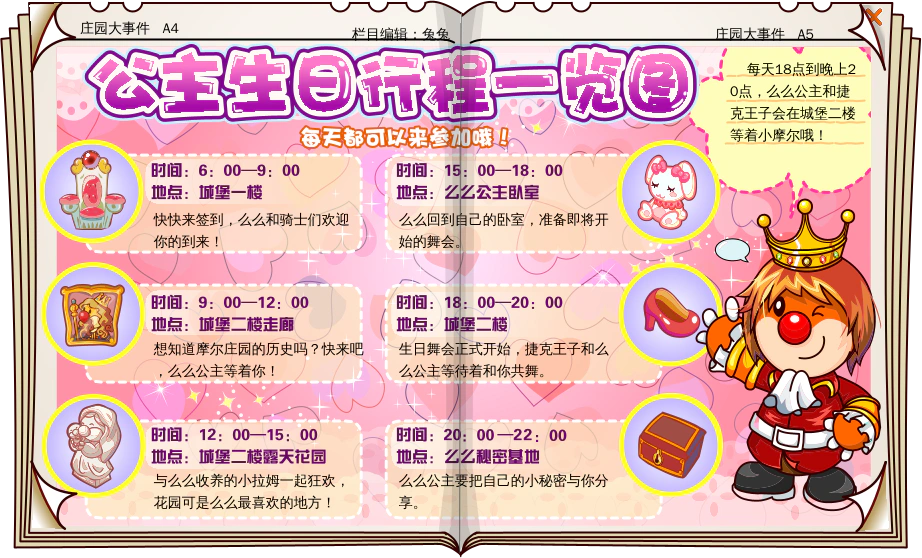 庄园大事件 A4
栏目编辑：兔兔
庄园大事件 A5
公主生日行程一览图
每天都可以来参加哦！
时间：6：00—9：00
地点：城堡一楼
快快来签到，么么和骑士们欢迎
你的到来！
时间：9：00—12：00
地点：城堡二楼走廊
想知道摩尔庄园的历史吗？快来吧
，么么公主等着你！
时间：12：00—15：00
地点：城堡二楼露天花园
与么么收养的小拉姆一起狂欢，
花园可是么么最喜欢的地方！
时间：15：00—18：00
地点：么么公主卧室
么么回到自己的卧室，准备即将开
始的舞会。
时间：18：00—20：00
地点：城堡二楼
生日舞会正式开始，捷克王子和么
么公主等待着和你共舞。
时间：20：00—22：00
地点：么么秘密基地
么么公主要把自己的小秘密与你分
享。
每天18点到晚上2
0点，么么公主和捷
克王子会在城堡二楼
等着小摩尔哦！